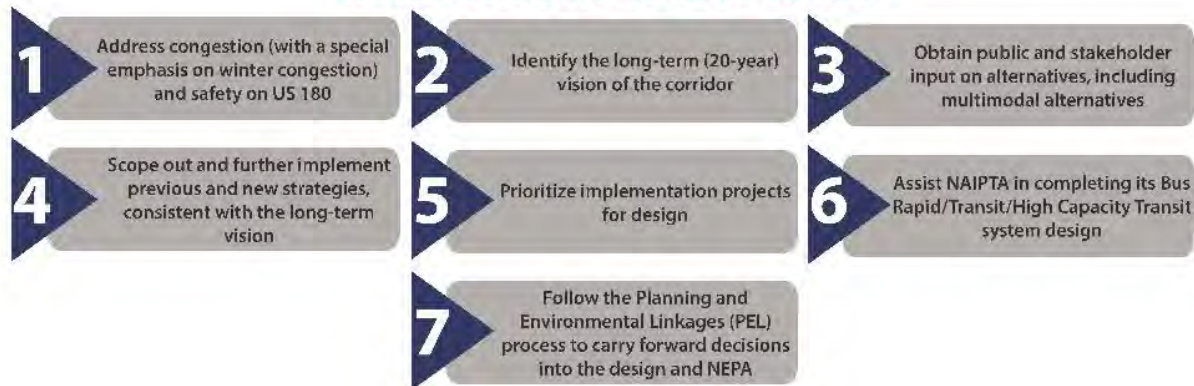 1
Address congestion (with a special
emphasis on winter congestion)
and safety on US 180
2
Identify the long-term (20-year)
vision of the corridor
3
Obtain public and stakeholder
input on alternatives, including
multimodal alternatives
4
Scope out and further implement
previous and new strategies,
consistent with the long-term
vision
5
Prioritize implementation projects
for design
6
Assist NAIPTA in completing its Bus
Rapid/Transit/High Capacity Transit
system design
7
Follow the Planning and
Environmental Linkages (PEL)
process to carry forward decisions
into the design and NEPA